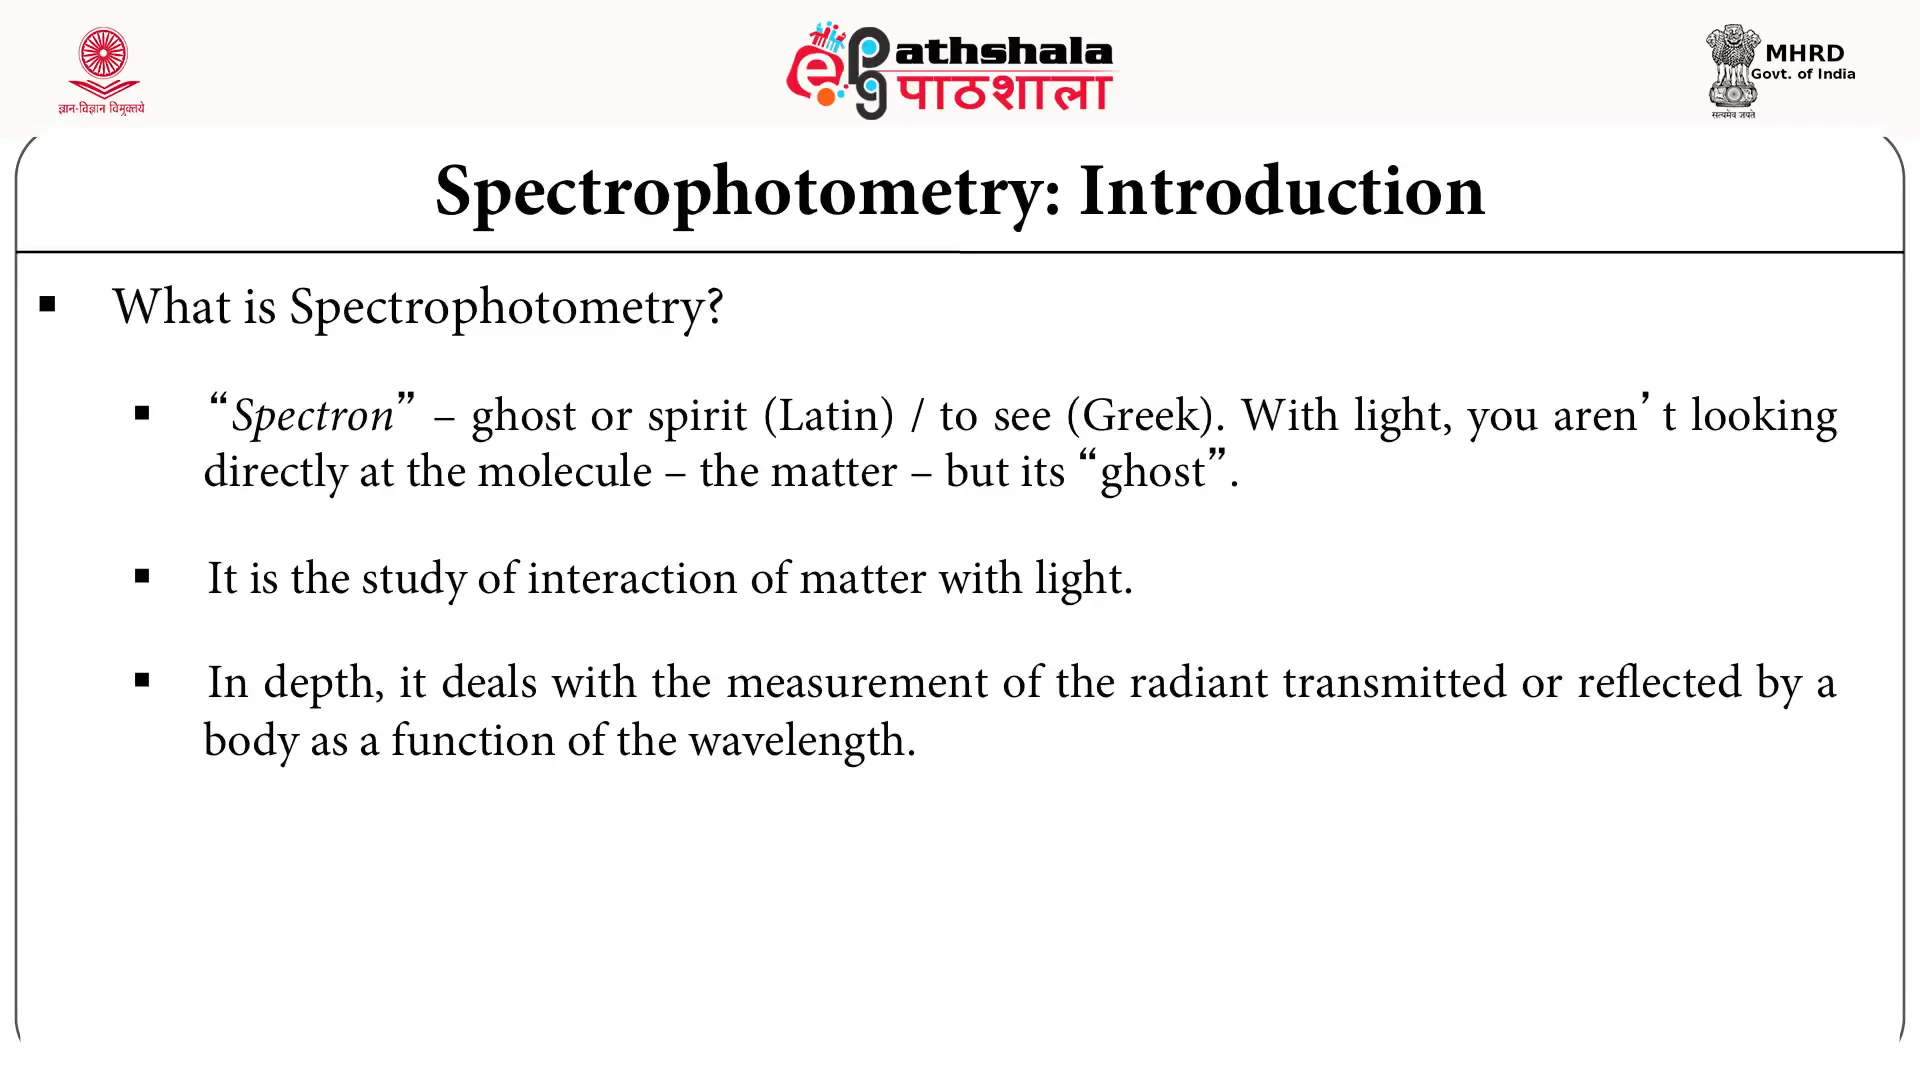 ज्ञान-विज्ञान विमुक्तये
e PG Pathshala
पाठशाला
MHRD
Govt. of India
सत्यमेव जयते
Spectrophotometry: Introduction
▪ What is Spectrophotometry?
▪ “Spectron” – ghost or spirit (Latin) / to see (Greek). With light, you aren’t looking
directly at the molecule – the matter – but its “ghost”.
▪ It is the study of interaction of matter with light.
▪ In depth, it deals with the measurement of the radiant transmitted or reflected by a
body as a function of the wavelength.